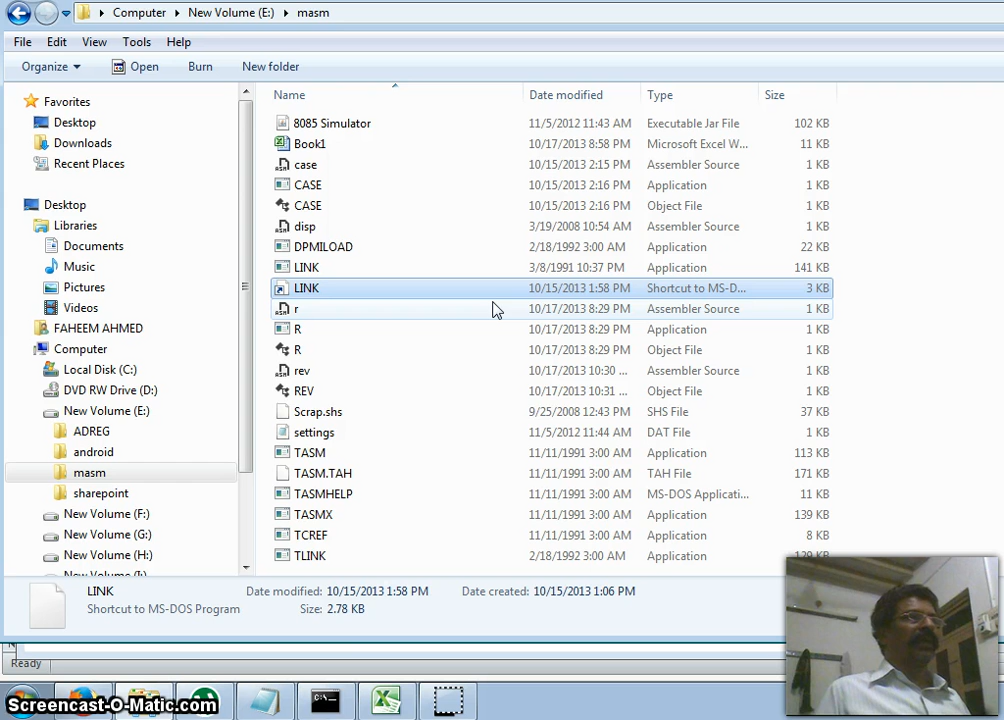 Computer ▸ New Volume (E:) ▸ masm
File Edit View Tools Help
Organize Open Burn New folder
Name Date modified Type Size
Favorites
Desktop
Downloads
Recent Places
Desktop
Libraries
Documents
Music
Pictures
Videos
FAHEEM AHMED
Computer
Local Disk (C:)
DVD RW Drive (D:)
New Volume (E:)
ADREG
android
masm
sharepoint
New Volume (F:)
New Volume (G:)
New Volume (H:)
8085 Simulator 11/5/2012 11:43 AM Executable Jar File 102 KB
Book1 10/17/2013 8:58 PM Microsoft Excel W... 11 KB
case 10/15/2013 2:15 PM Assembler Source 1 KB
CASE 10/15/2013 2:16 PM Application 1 KB
CASE 10/15/2013 2:16 PM Object File 1 KB
disp 3/19/2008 10:54 AM Assembler Source 1 KB
DPMILOAD 2/18/1992 3:00 AM Application 22 KB
LINK 3/8/1991 10:37 PM Application 141 KB
LINK 10/15/2013 1:58 PM Shortcut to MS-D... 3 KB
r 10/17/2013 8:29 PM Assembler Source 1 KB
R 10/17/2013 8:29 PM Application 1 KB
R 10/17/2013 8:29 PM Object File 1 KB
rev 10/17/2013 10:30 ... Assembler Source 1 KB
REV 10/17/2013 10:31 ... Object File 1 KB
Scrap.shs 9/25/2008 12:43 PM SHS File 37 KB
settings 11/5/2012 11:44 AM DAT File 1 KB
TASM 11/11/1991 3:00 AM Application 113 KB
TASM.TAH 11/11/1991 3:00 AM TAH File 171 KB
TASMHELP 11/11/1991 3:00 AM MS-DOS Applicati... 11 KB
TASMX 11/11/1991 3:00 AM Application 139 KB
TCREF 11/11/1991 3:00 AM Application 8 KB
TLINK 2/18/1992 3:00 AM Application
LINK Date modified: 10/15/2013 1:58 PM Date created: 10/15/2013 1:06 PM
Shortcut to MS-DOS Program Size: 2.78 KB
Ready
Screencast-O-Matic.com